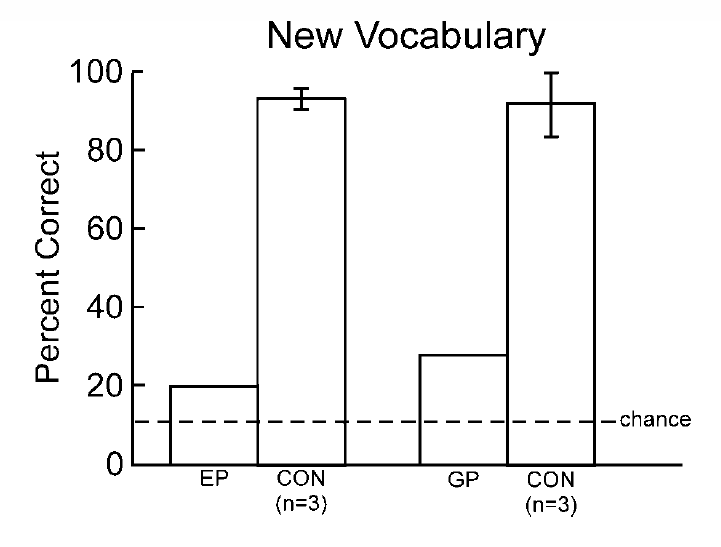 New Vocabulary
Percent Correct
100
80
60
40
20
0
chance
EP
CON
(n=3)
GP
CON
(n=3)